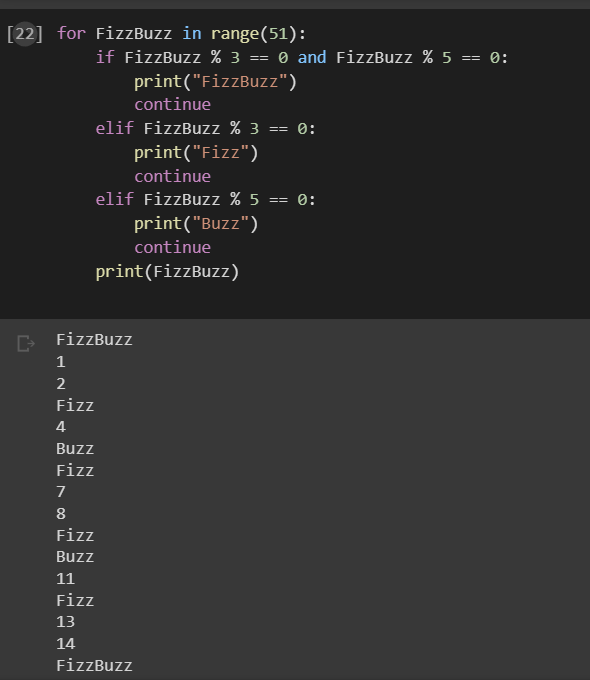 [22] for FizzBuzz in range(51):
if FizzBuzz % 3 == 0 and FizzBuzz % 5 == 0:
print("FizzBuzz")
continue
elif FizzBuzz % 3 == 0:
print("Fizz")
continue
elif FizzBuzz % 5 == 0:
print("Buzz")
continue
print(FizzBuzz)
FizzBuzz
1
2
Fizz
4
Buzz
Fizz
7
8
Fizz
Buzz
11
Fizz
13
14
FizzBuzz